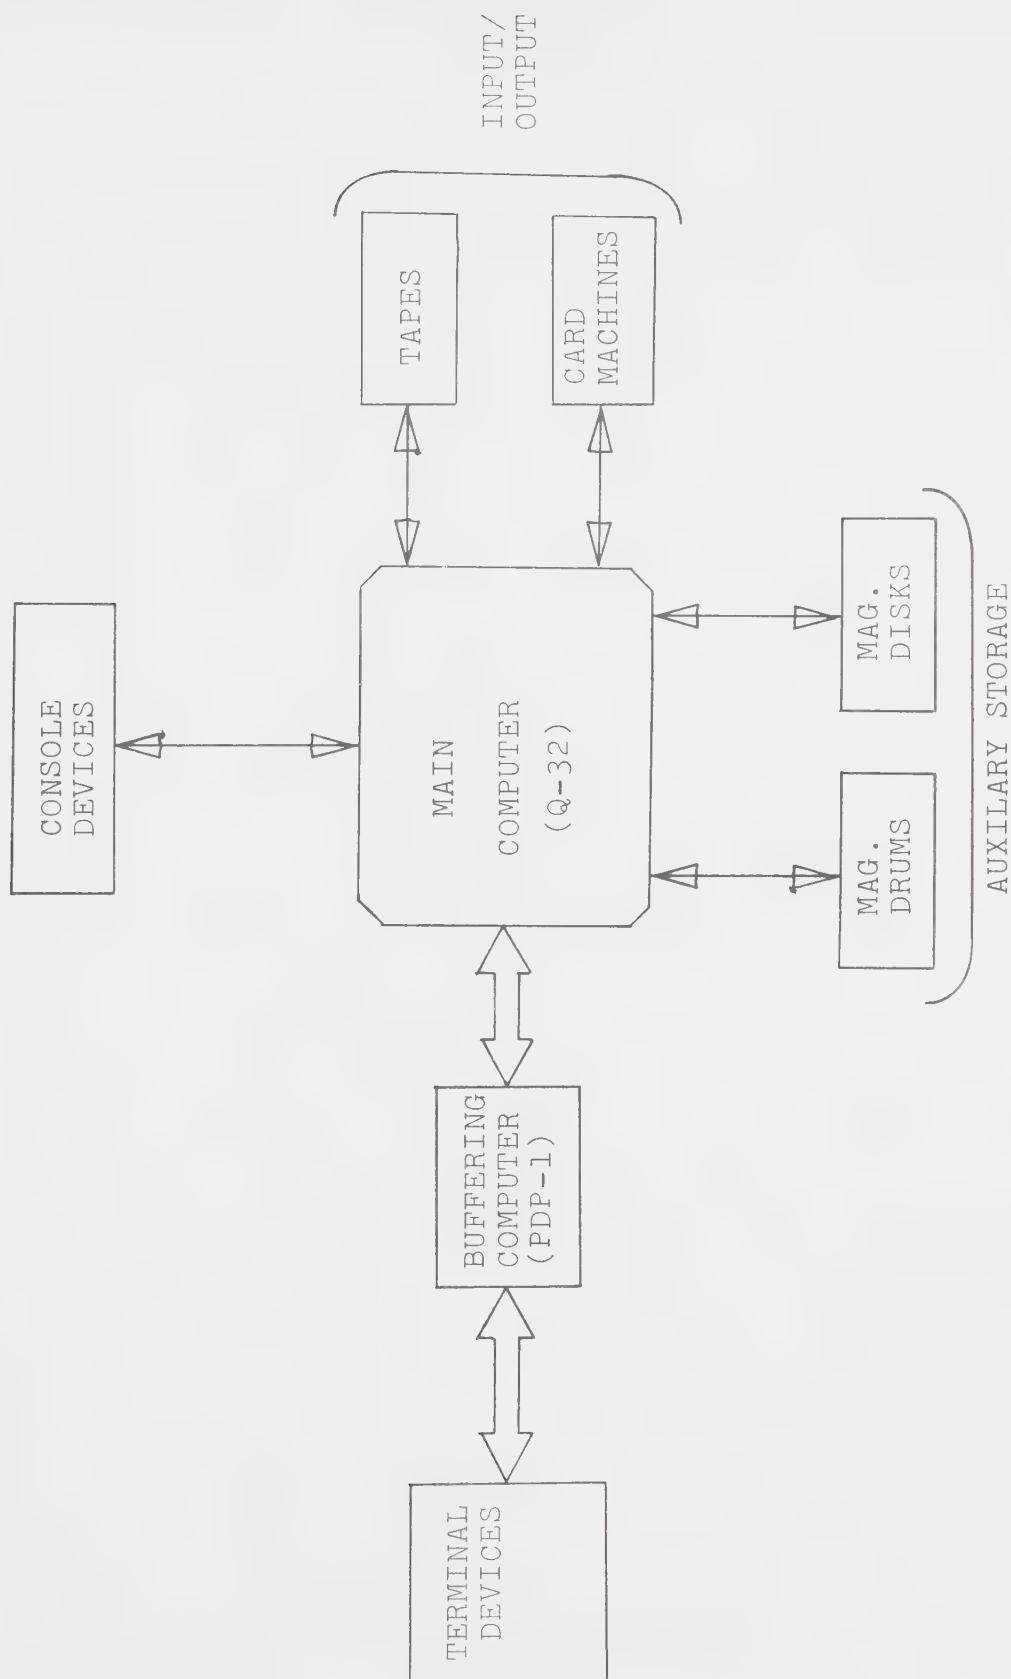 CONSOLE
DEVICES
TERMINAL
DEVICES
BUFFERING
COMPUTER
(PDP-1)
MAIN
COMPUTER
(Q-32)
TAPES
CARD
MACHINES
INPUT/
OUTPUT
MAG.
DRUMS
MAG.
DISKS
AUXILARY STORAGE